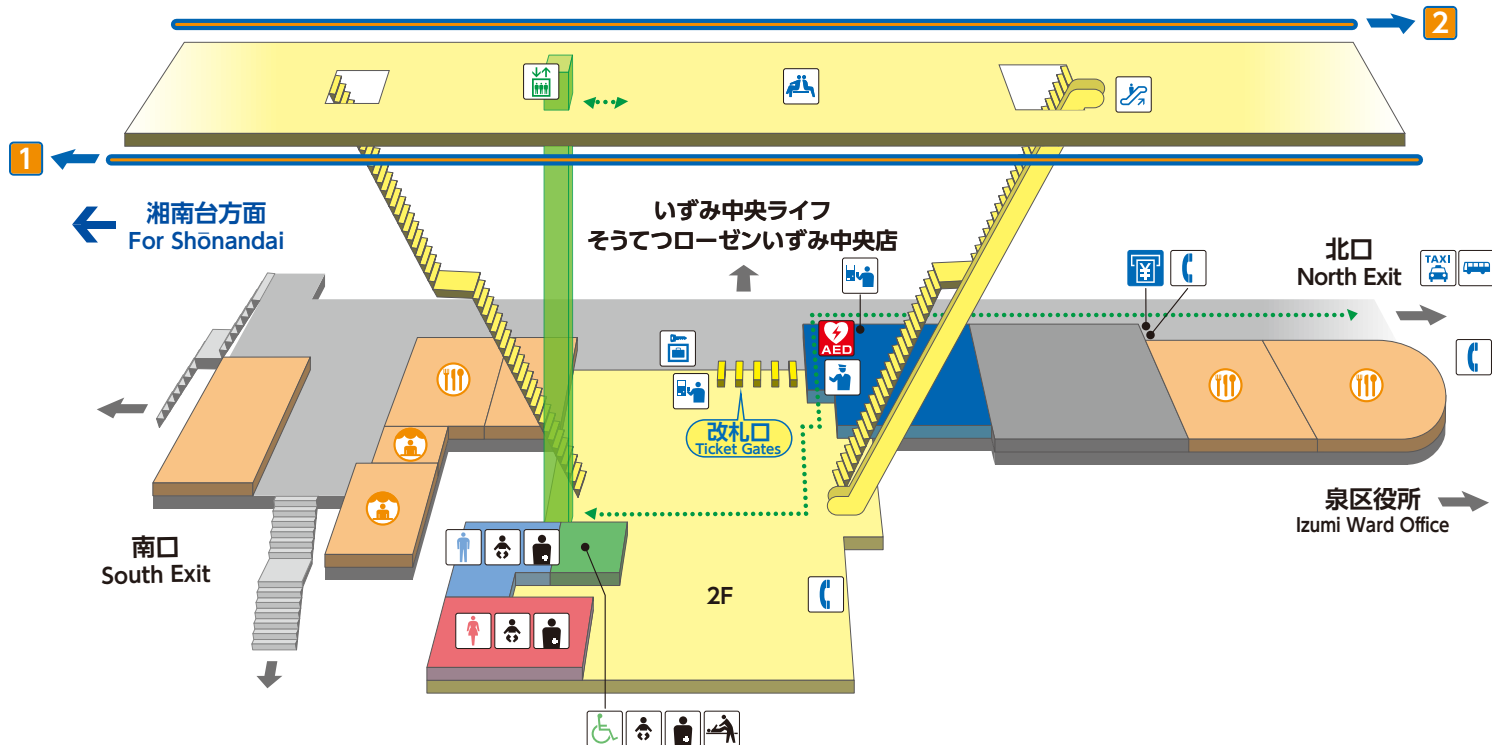 2
1
湘南台方面
For Shōnandai
いずみ中央ライフ
そうてつローゼンいずみ中央店
北口
North Exit
TAXI
¥
AED
改札口
Ticket Gates
泉区役所
Izumi Ward Office
南口
South Exit
2F